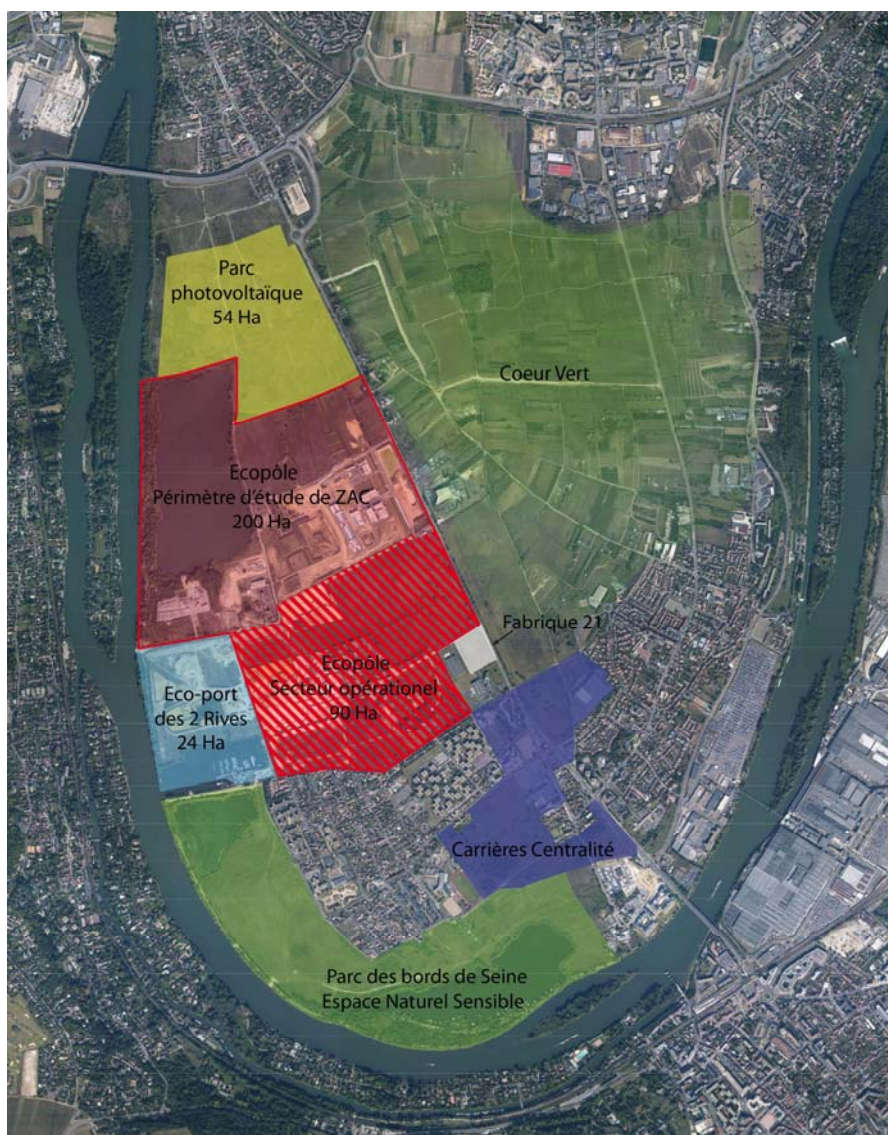 Parc
photovoltaïque
54 Ha
Coeur Vert
Ecopôle
Périmètre d'étude de ZAC
200 Ha
Fabrique 21
Ecopôle
Secteur opérationel
90 Ha
Eco-port
des 2 Rives
24 Ha
Carrières Centralité
Parc des bords de Seine
Espace Naturel Sensible